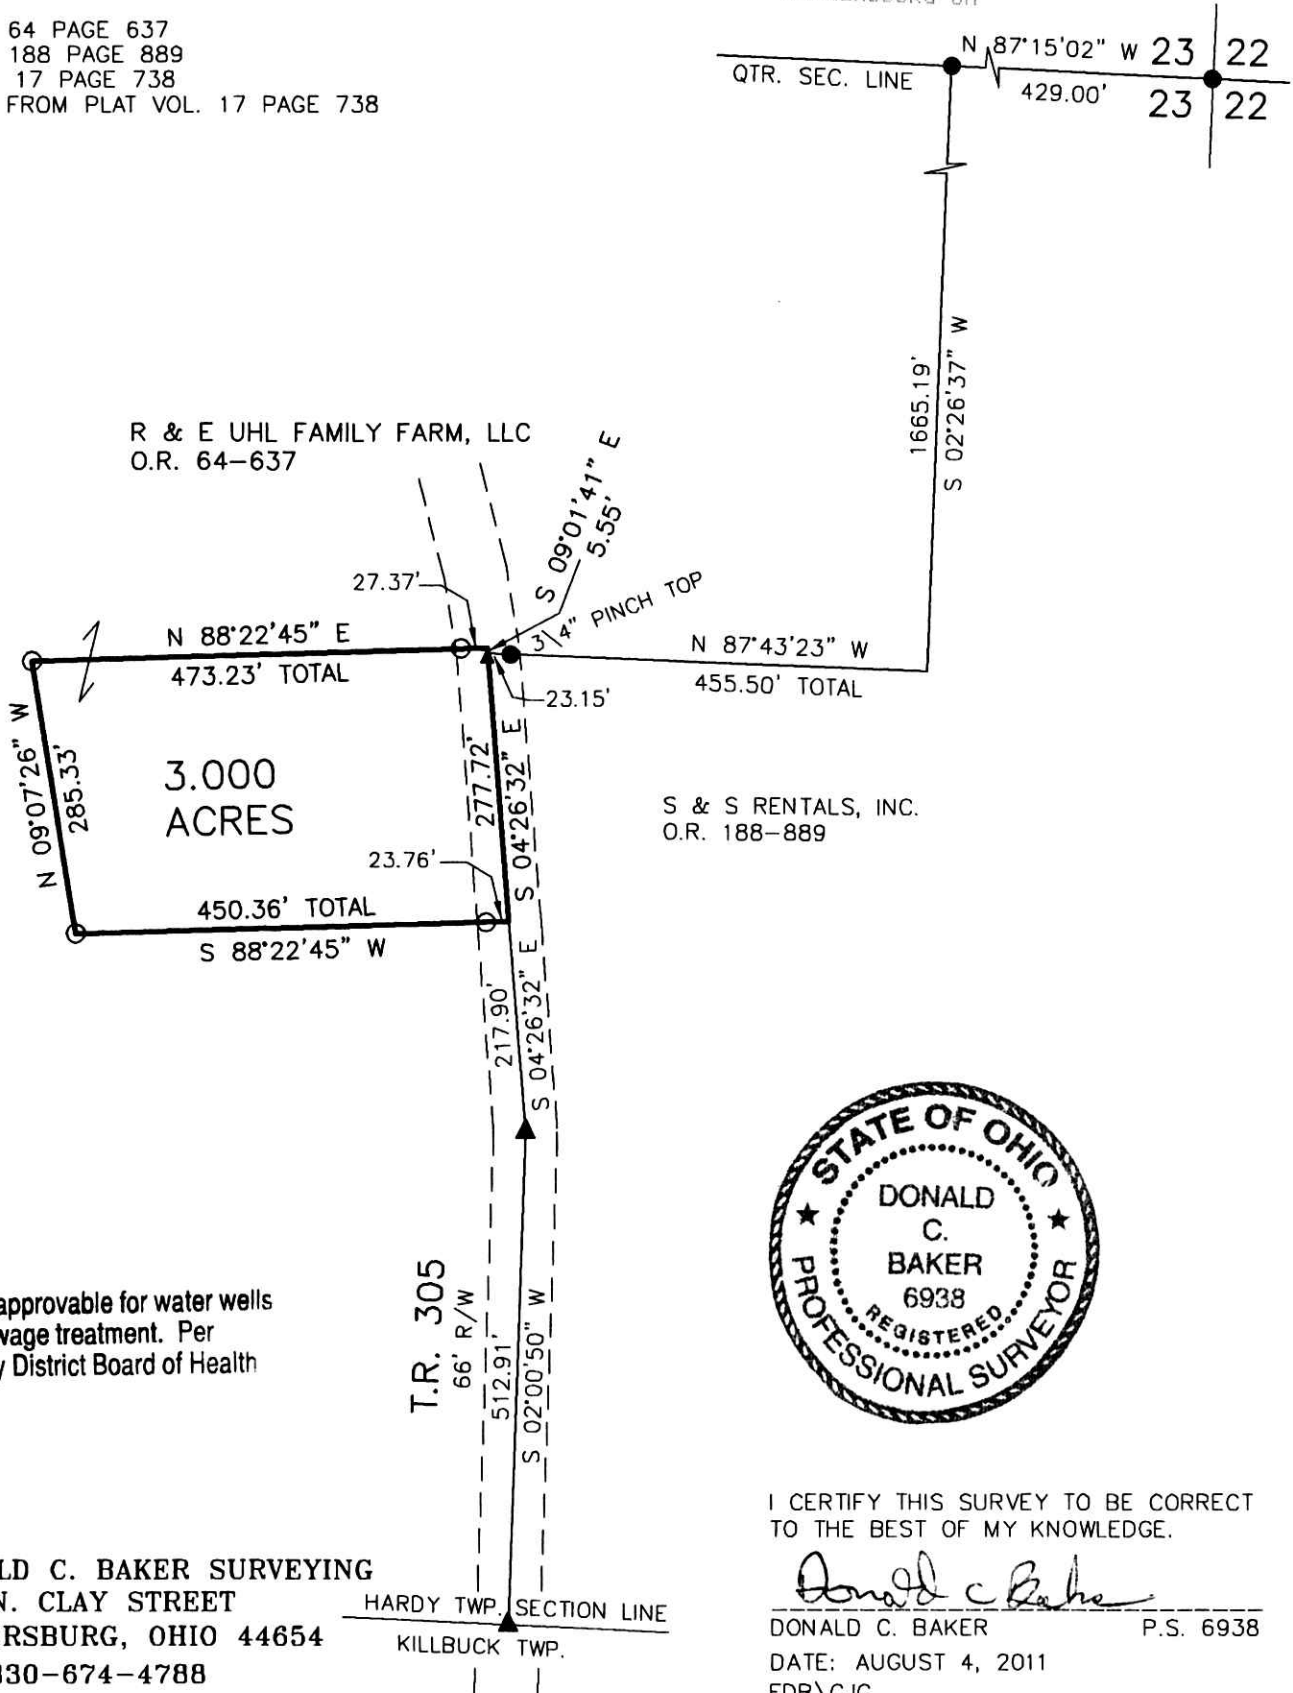 64 PAGE 637
188 PAGE 889
17 PAGE 738
FROM PLAT VOL. 17 PAGE 738
N 87°15'02" W
23 22
QTR. SEC. LINE
429.00'
23 22
1665.19'
S 02°26'37" W
R & E UHL FAMILY FARM, LLC
O.R. 64-637
S 09°01'41" E
5.55'
27.37'
3\4" PINCH TOP
N 88°22'45" E
473.23' TOTAL
N 87°43'23" W
455.50' TOTAL
23.15'
N 09°07'26" W
285.33'
3.000
ACRES
277.72'
S 04°26'32" E
S & S RENTALS, INC.
O.R. 188-889
23.76'
450.36' TOTAL
S 88°22'45" W
217.90'
S 04°26'32" E
STATE OF OHIO
DONALD
C.
BAKER
6938
REGISTERED
PROFESSIONAL SURVEYOR
approvable for water wells
wage treatment. Per
District Board of Health
T.R. 305
66' R/W
512.91'
S 02°00'50" W
I CERTIFY THIS SURVEY TO BE CORRECT
TO THE BEST OF MY KNOWLEDGE.
Donald C Baker
DONALD C. BAKER P.S. 6938
DATE: AUGUST 4, 2011
LD C. BAKER SURVEYING
N. CLAY STREET
RSBURG, OHIO 44654
330-674-4788
HARDY TWP. SECTION LINE
KILLBUCK TWP.